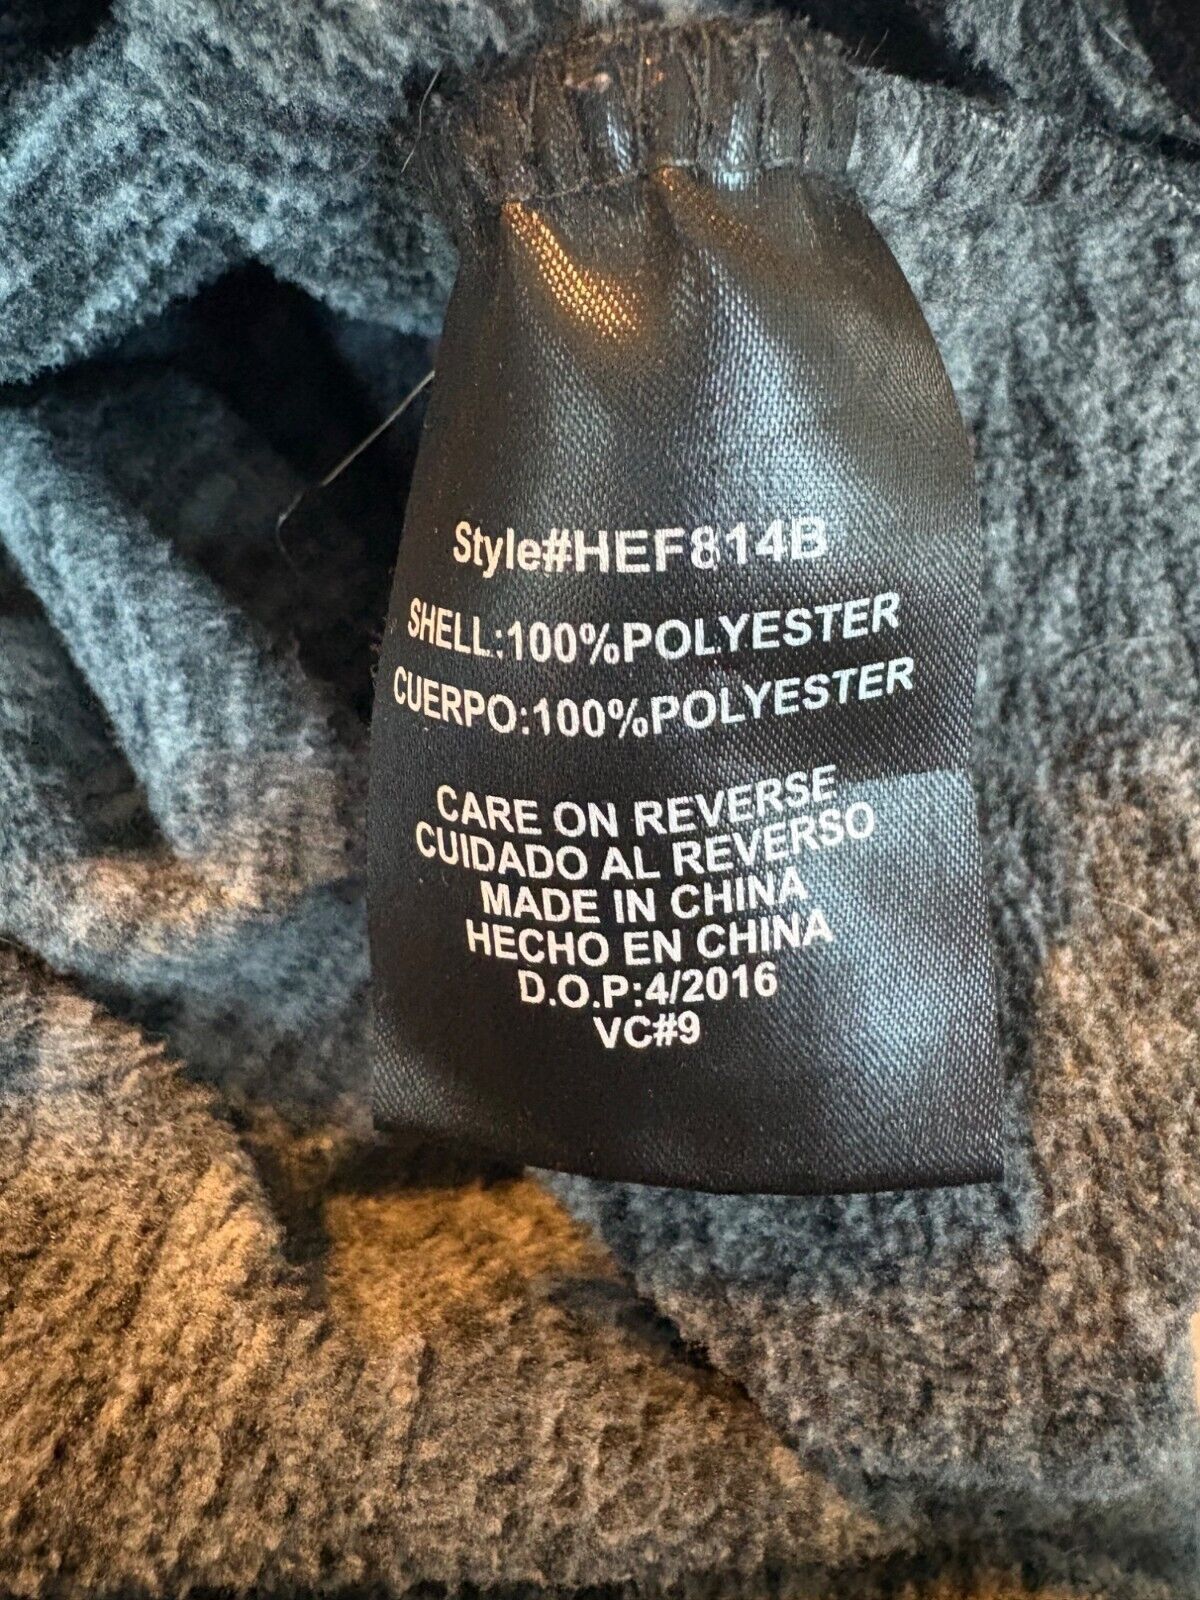 Style#HEF814B
SHELL:100%POLYESTER
CUERPO:100%POLYESTER
CARE ON REVERSE
CUIDADO AL REVERSO
MADE IN CHINA
HECHO EN CHINA
D.O.P:4/2016
VC#9